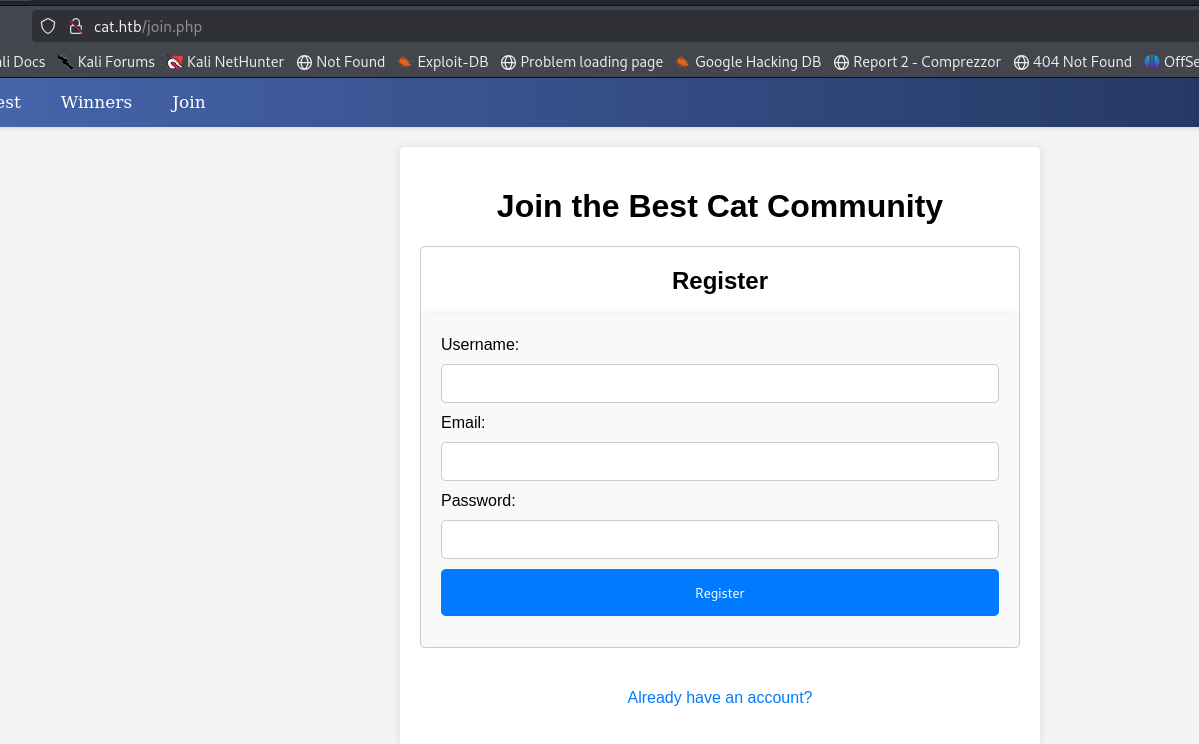 cat.htb/join.php
li Docs Kali Forums Kali NetHunter Not Found Exploit-DB Problem loading page Google Hacking DB Report 2 - Comprezzor 404 Not Found OffSe
est Winners Join
Join the Best Cat Community
Register
Username:
Email:
Password:
Register
Already have an account?